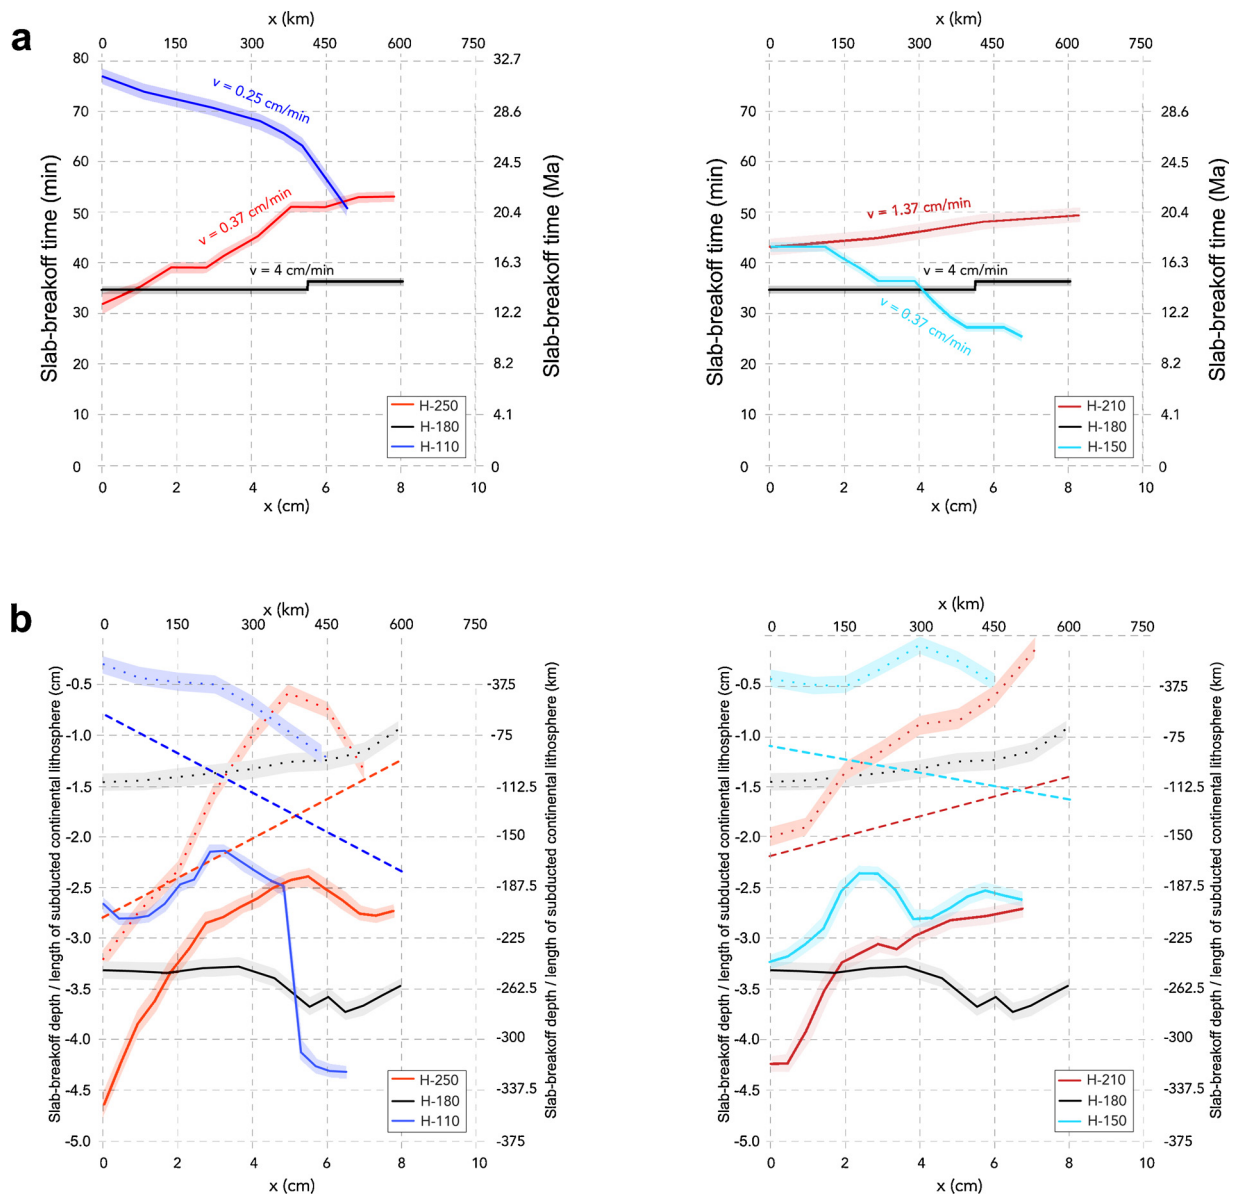 a
x (km)
0 150 300 450 600 750
80
70
60
50
40
30
20
10
0
Slab-breakoff time (min)
32.7
28.6
24.5
20.4
16.3
12.2
8.2
4.1
0
Slab-breakoff time (Ma)
v = 0.25 cm/min
v = 0.37 cm/min
v = 4 cm/min
H-250
H-180
H-110
0 2 4 6 8 10
x (cm)
x (km)
0 150 300 450 600 750
70
60
50
40
30
20
10
0
Slab-breakoff time (min)
28.6
24.5
20.4
16.3
12.2
8.2
4.1
0
Slab-breakoff time (Ma)
v = 1.37 cm/min
v = 4 cm/min
v = 0.37 cm/min
H-210
H-180
H-150
0 2 4 6 8 10
x (cm)
b
x (km)
0 150 300 450 600 750
-0.5
-1.0
-1.5
-2.0
-2.5
-3.0
-3.5
-4.0
-4.5
-5.0
Slab-breakoff depth / length of subducted continental lithosphere (cm)
-37.5
-75
-112.5
-150
-187.5
-225
-262.5
-300
-337.5
-375
Slab-breakoff depth / length of subducted continental lithosphere (km)
H-250
H-180
H-110
0 2 4 6 8 10
x (cm)
x (km)
0 150 300 450 600 750
-0.5
-1.0
-1.5
-2.0
-2.5
-3.0
-3.5
-4.0
-4.5
-5.0
Slab-breakoff depth / length of subducted continental lithosphere (cm)
-37.5
-75
-112.5
-150
-187.5
-225
-262.5
-300
-337.5
-375
Slab-breakoff depth / length of subducted continental lithosphere (km)
H-210
H-180
H-150
0 2 4 6 8 10
x (cm)